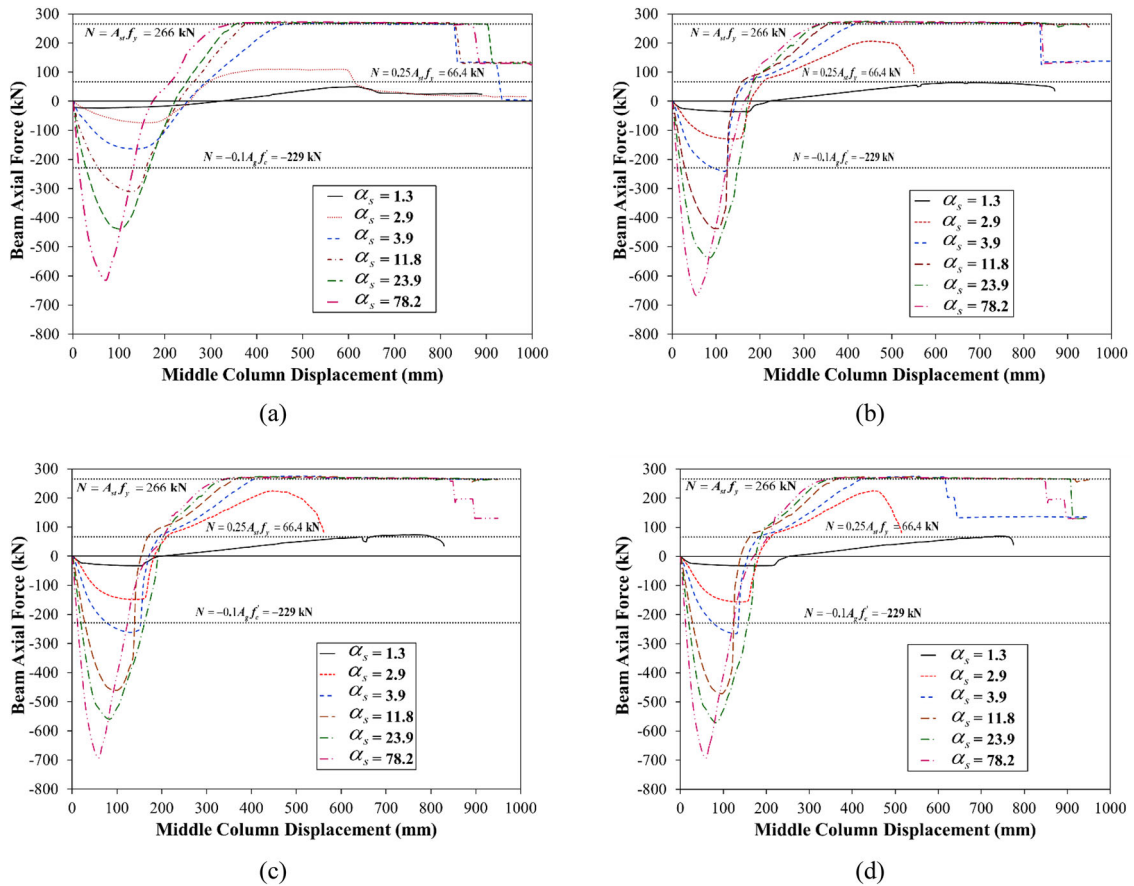 300
200
100
0
-100
-200
-300
-400
-500
-600
-700
-800
Beam Axial Force (kN)
N = A_st f_y = 266 kN
N = 0.25A_st f_y = 66.4 kN
N = −0.1A_g f_c' = −229 kN
α_s = 1.3
α_s = 2.9
α_s = 3.9
α_s = 11.8
α_s = 23.9
α_s = 78.2
0 100 200 300 400 500 600 700 800 900 1000
Middle Column Displacement (mm)
(a)
300
200
100
0
-100
-200
-300
-400
-500
-600
-700
-800
Beam Axial Force (kN)
N = A_st f_y = 266 kN
N = 0.25A_st f_y = 66.4 kN
N = −0.1A_g f_c' = −229 kN
α_s = 1.3
α_s = 2.9
α_s = 3.9
α_s = 11.8
α_s = 23.9
α_s = 78.2
0 100 200 300 400 500 600 700 800 900 1000
Middle Column Displacement (mm)
(b)
300
200
100
0
-100
-200
-300
-400
-500
-600
-700
-800
Beam Axial Force (kN)
N = A_st f_y = 266 kN
N = 0.25A_st f_y = 66.4 kN
N = −0.1A_g f_c' = −229 kN
α_s = 1.3
α_s = 2.9
α_s = 3.9
α_s = 11.8
α_s = 23.9
α_s = 78.2
0 100 200 300 400 500 600 700 800 900 1000
Middle Column Displacement (mm)
(c)
300
200
100
0
-100
-200
-300
-400
-500
-600
-700
-800
Beam Axial Force (kN)
N = A_st f_y = 266 kN
N = 0.25A_st f_y = 66.4 kN
N = −0.1A_g f_c' = −229 kN
α_s = 1.3
α_s = 2.9
α_s = 3.9
α_s = 11.8
α_s = 23.9
α_s = 78.2
0 100 200 300 400 500 600 700 800 900 1000
Middle Column Displacement (mm)
(d)